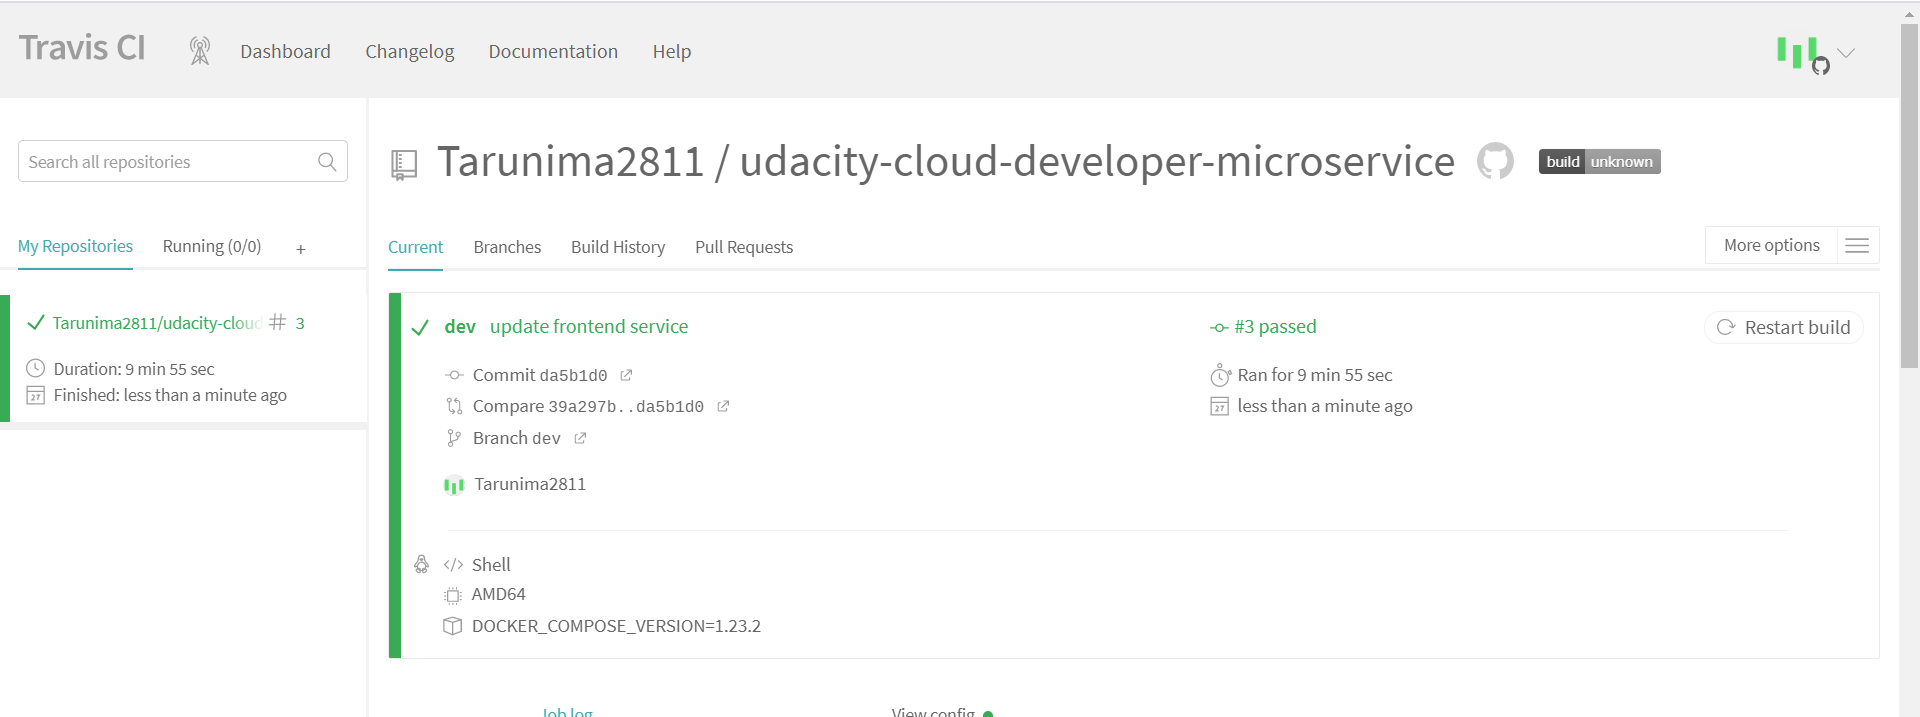 Travis CI
Dashboard Changelog Documentation Help
Search all repositories
My Repositories Running (0/0) +
Tarunima2811/udacity-cloud # 3
Duration: 9 min 55 sec
27 Finished: less than a minute ago
Tarunima2811 / udacity-cloud-developer-microservice build unknown
Current Branches Build History Pull Requests More options
dev update frontend service #3 passed Restart build
Commit da5b1d0 Ran for 9 min 55 sec
Compare 39a297b..da5b1d0 27 less than a minute ago
Branch dev
Tarunima2811
</> Shell
AMD64
DOCKER_COMPOSE_VERSION=1.23.2
Job log View config